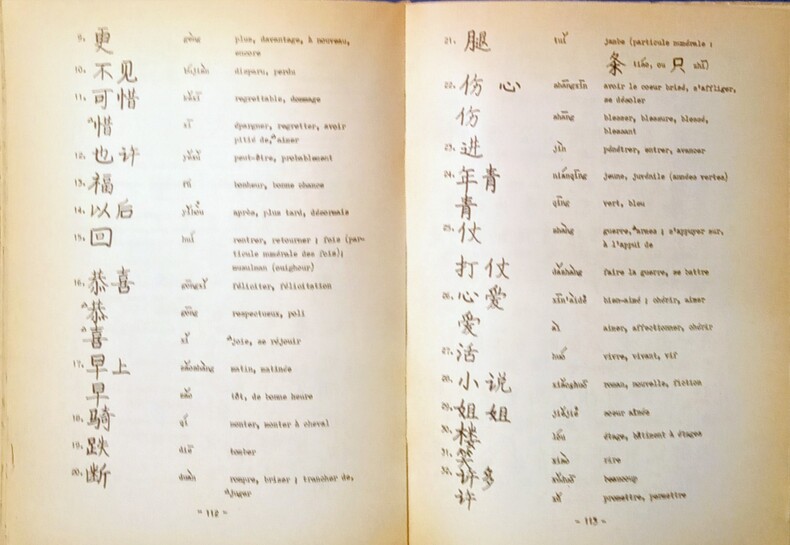 9. 更 gèng plus, davantage, à nouveau,
encore
10. 不见 bújiàn disparu, perdu
11. 可惜 kěxī regrettable, dommage
惜 xī épargner, regretter, avoir
pitié de, aimer
12. 也许 yěxǔ peut-être, probablement
13. 福 fú bonheur, bonne chance
14. 以后 yǐhòu après, plus tard, désormais
15. 回 huí rentrer, retourner ; fois (par-
ticule numérale des fois);
musulman (ouighour)
16. 恭喜 gōngxǐ féliciter, félicitation
恭 gōng respectueux, poli
喜 xǐ joie, se réjouir
17. 早上 zǎoshàng matin, matinée
早 zǎo tôt, de bonne heure
18. 骑 qí monter, monter à cheval
19. 跌 diē tomber
20. 断 duàn rompre, briser ; trancher de,
juger
- 112 -
21. 腿 tuǐ jambe (particule numérale :
条 tiáo, ou 只 zhī)
22. 伤心 shāngxīn avoir le coeur brisé, s'affliger,
se désoler
伤 shāng blesser, blessure, blessé,
blessant
23. 进 jìn pénétrer, entrer, avancer
24. 年青 niánqīng jeune, juvénile (années vertes)
青 qīng vert, bleu
25. 仗 zhàng guerre, armes ; s'appuyer sur,
à l'appui de
打仗 dǎzhàng faire la guerre, se battre
26. 心爱 xīn'àidě bien-aimé ; chérir, aimer
爱 ài aimer, affectionner, chérir
27. 活 huó vivre, vivant, vif
28. 小说 xiǎoshuō roman, nouvelle, fiction
29. 姐姐 jiějiě soeur aînée
30. 楼 lóu étage, bâtiment à étages
31. 笑 xiào rire
32. 许多 xǔduō beaucoup
许 xǔ promettre, permettre
- 113 -